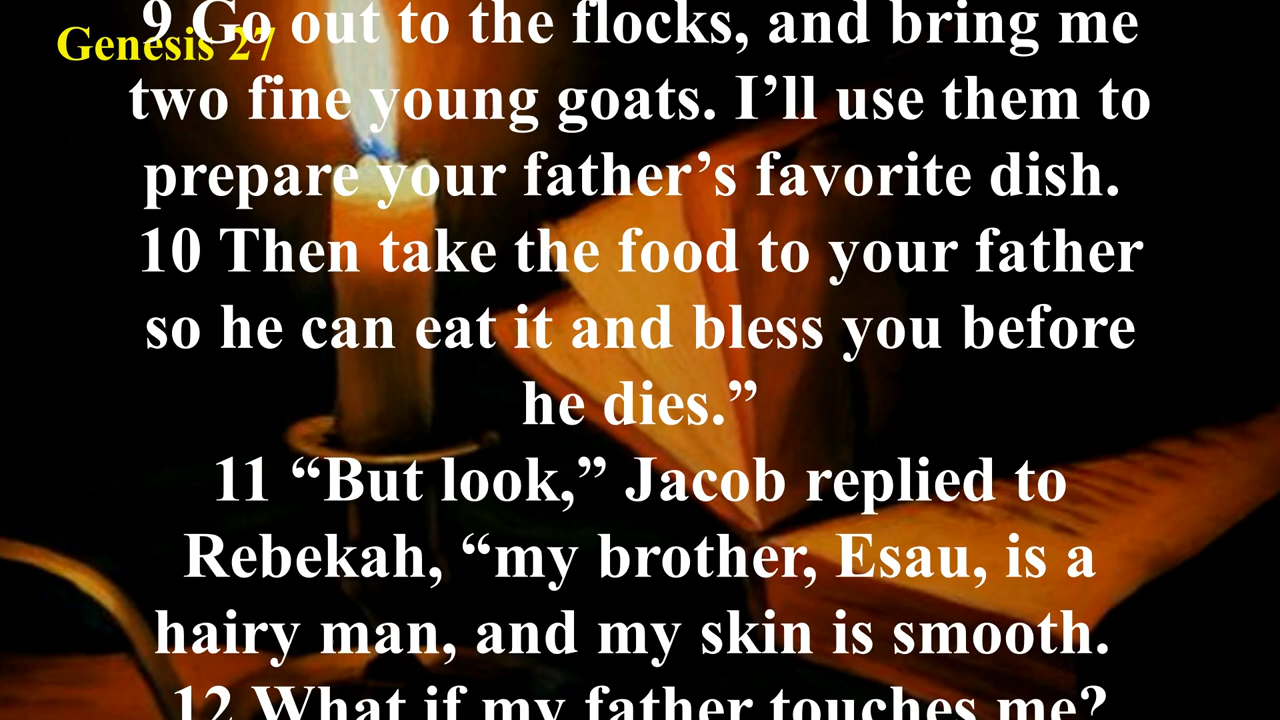 Genesis 27
9 Go out to the flocks, and bring me
two fine young goats. I’ll use them to
prepare your father’s favorite dish.
10 Then take the food to your father
so he can eat it and bless you before
he dies.”
11 “But look,” Jacob replied to
Rebekah, “my brother, Esau, is a
hairy man, and my skin is smooth.
12 What if my father touches me?